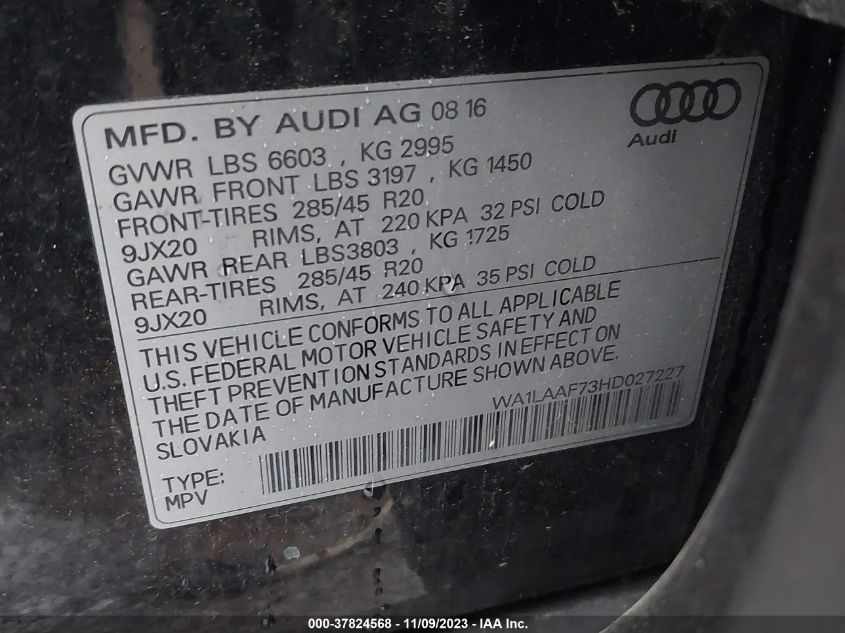 MFD. BY AUDI AG 08 16
Audi
GVWR LBS 6603 , KG 2995
GAWR FRONT LBS 3197 , KG 1450
FRONT-TIRES 285/45 R20
9JX20 RIMS, AT 220 KPA 32 PSI COLD
GAWR REAR LBS3803 , KG 1725
REAR-TIRES 285/45 R20
9JX20 RIMS, AT 240 KPA 35 PSI COLD
THIS VEHICLE CONFORMS TO ALL APPLICABLE
U.S. FEDERAL MOTOR VEHICLE SAFETY AND
THEFT PREVENTION STANDARDS IN EFFECT ON
THE DATE OF MANUFACTURE SHOWN ABOVE.
SLOVAKIA
WA1LAAF73HD027227
TYPE:
MPV
000-37824568 - 11/09/2023 - © IAA Inc.